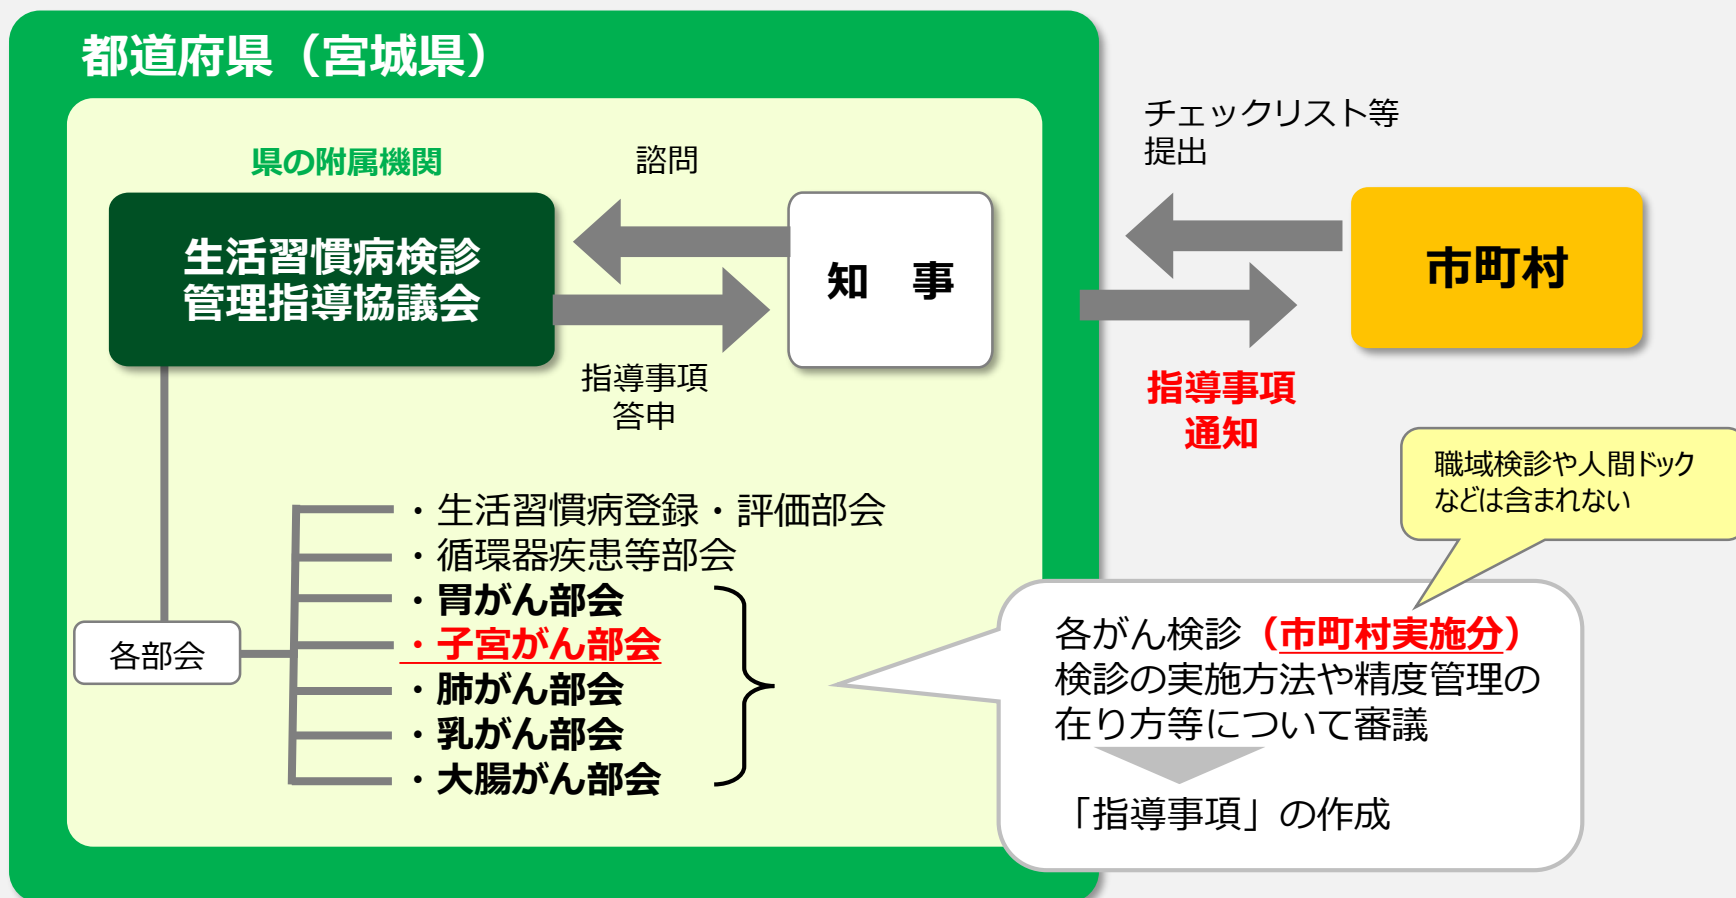 都道府県（宮城県）
県の附属機関
諮問
生活習慣病検診
管理指導協議会
知　事
指導事項
答申
チェックリスト等
提出
市町村
指導事項
通知
職域検診や人間ドック
などは含まれない
各部会
・生活習慣病登録・評価部会
・循環器疾患等部会
・胃がん部会
・子宮がん部会
・肺がん部会
・乳がん部会
・大腸がん部会
各がん検診（市町村実施分）
検診の実施方法や精度管理の
在り方等について審議
「指導事項」の作成